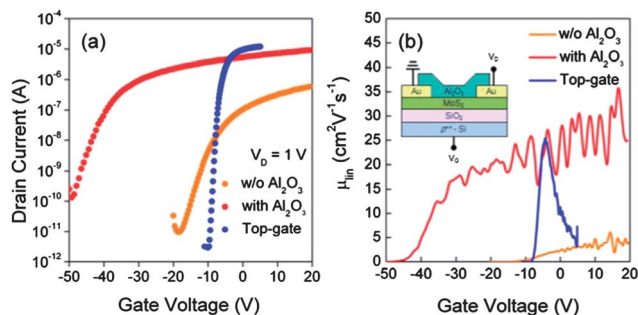 (a)
Drain Current (A)
10⁻⁴
10⁻⁵
10⁻⁶
10⁻⁷
10⁻⁸
10⁻⁹
10⁻¹⁰
10⁻¹¹
10⁻¹²
V_D = 1 V
w/o Al₂O₃
with Al₂O₃
Top-gate
-50 -40 -30 -20 -10 0 10 20
Gate Voltage (V)
(b)
μ_lin (cm²V⁻¹s⁻¹)
50
45
40
35
30
25
20
15
10
5
0
w/o Al₂O₃
with Al₂O₃
Top-gate
V_D
Au Al₂O₃ Au
MoS₂
SiO₂
p⁺⁺- Si
-50 -40 -30 -20 -10 0 10 20
Gate Voltage (V)